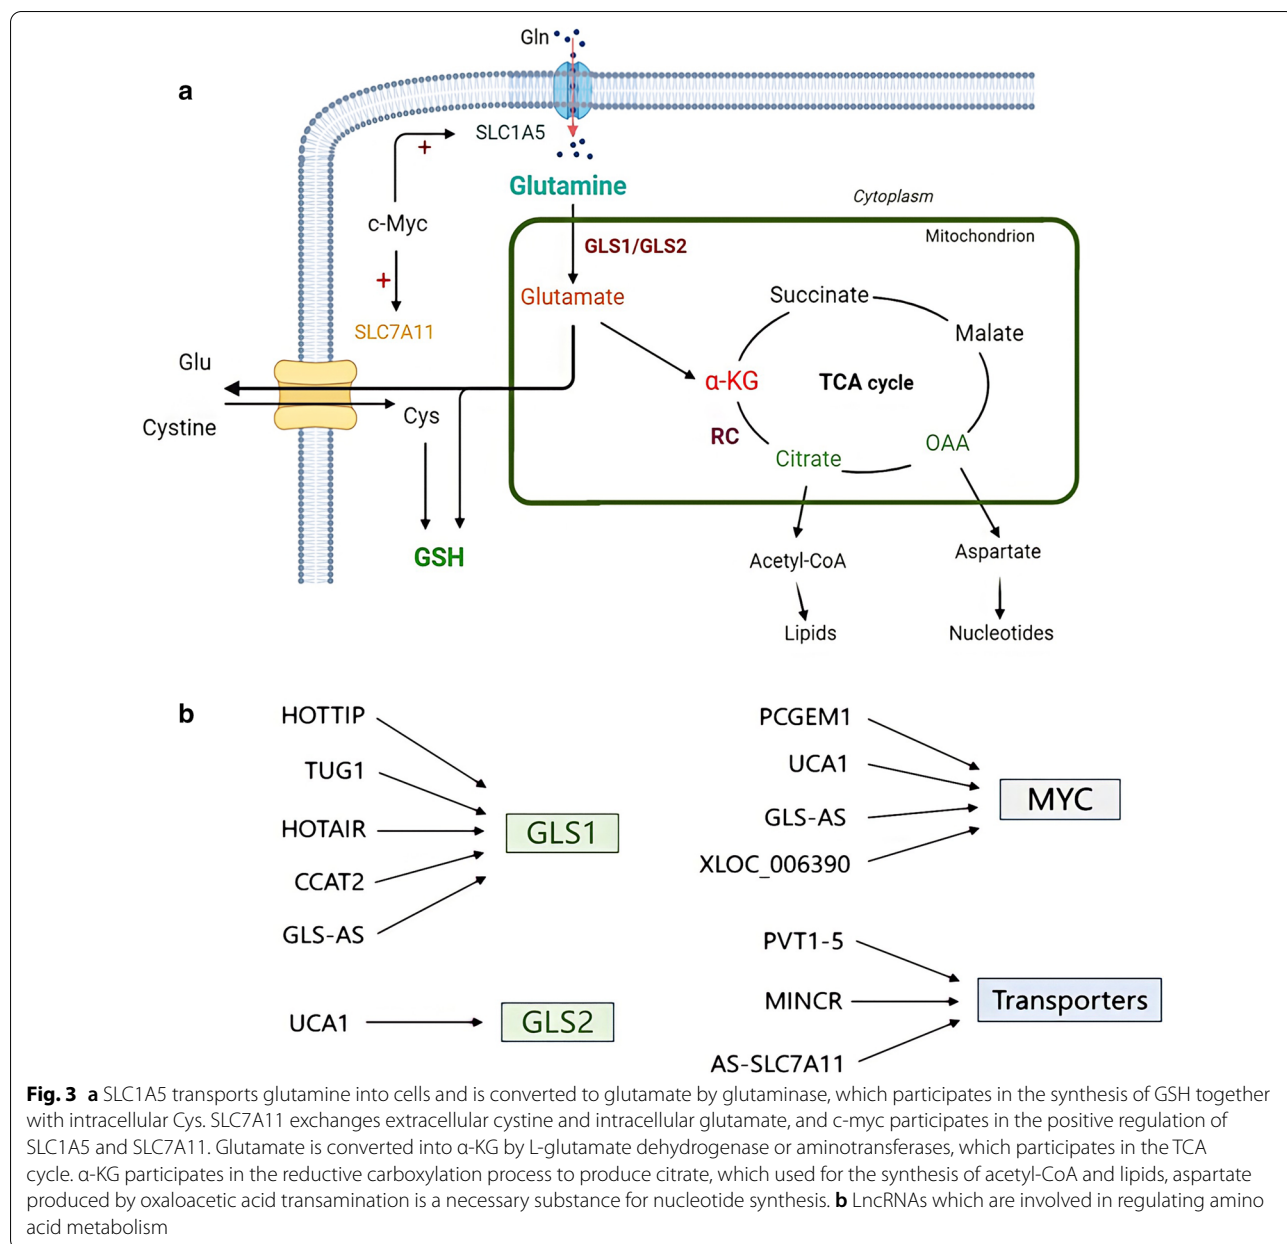 Gln
a
SLC1A5
+
Glutamine
Cytoplasm
c-Myc
Mitochondrion
GLS1/GLS2
+
Glutamate
Succinate
SLC7A11
Malate
Glu
α-KG
TCA cycle
Cys
Cystine
RC
OAA
Citrate
GSH
Acetyl-CoA
Aspartate
Lipids
Nucleotides
b
HOTTIP
TUG1
HOTAIR
CCAT2
GLS-AS
GLS1
UCA1
GLS2
PCGEM1
UCA1
GLS-AS
XLOC_006390
MYC
PVT1-5
MINCR
AS-SLC7A11
Transporters
Fig. 3 a SLC1A5 transports glutamine into cells and is converted to glutamate by glutaminase, which participates in the synthesis of GSH together
with intracellular Cys. SLC7A11 exchanges extracellular cystine and intracellular glutamate, and c-myc participates in the positive regulation of
SLC1A5 and SLC7A11. Glutamate is converted into α-KG by L-glutamate dehydrogenase or aminotransferases, which participates in the TCA
cycle. α-KG participates in the reductive carboxylation process to produce citrate, which used for the synthesis of acetyl-CoA and lipids, aspartate
produced by oxaloacetic acid transamination is a necessary substance for nucleotide synthesis. b LncRNAs which are involved in regulating amino
acid metabolism